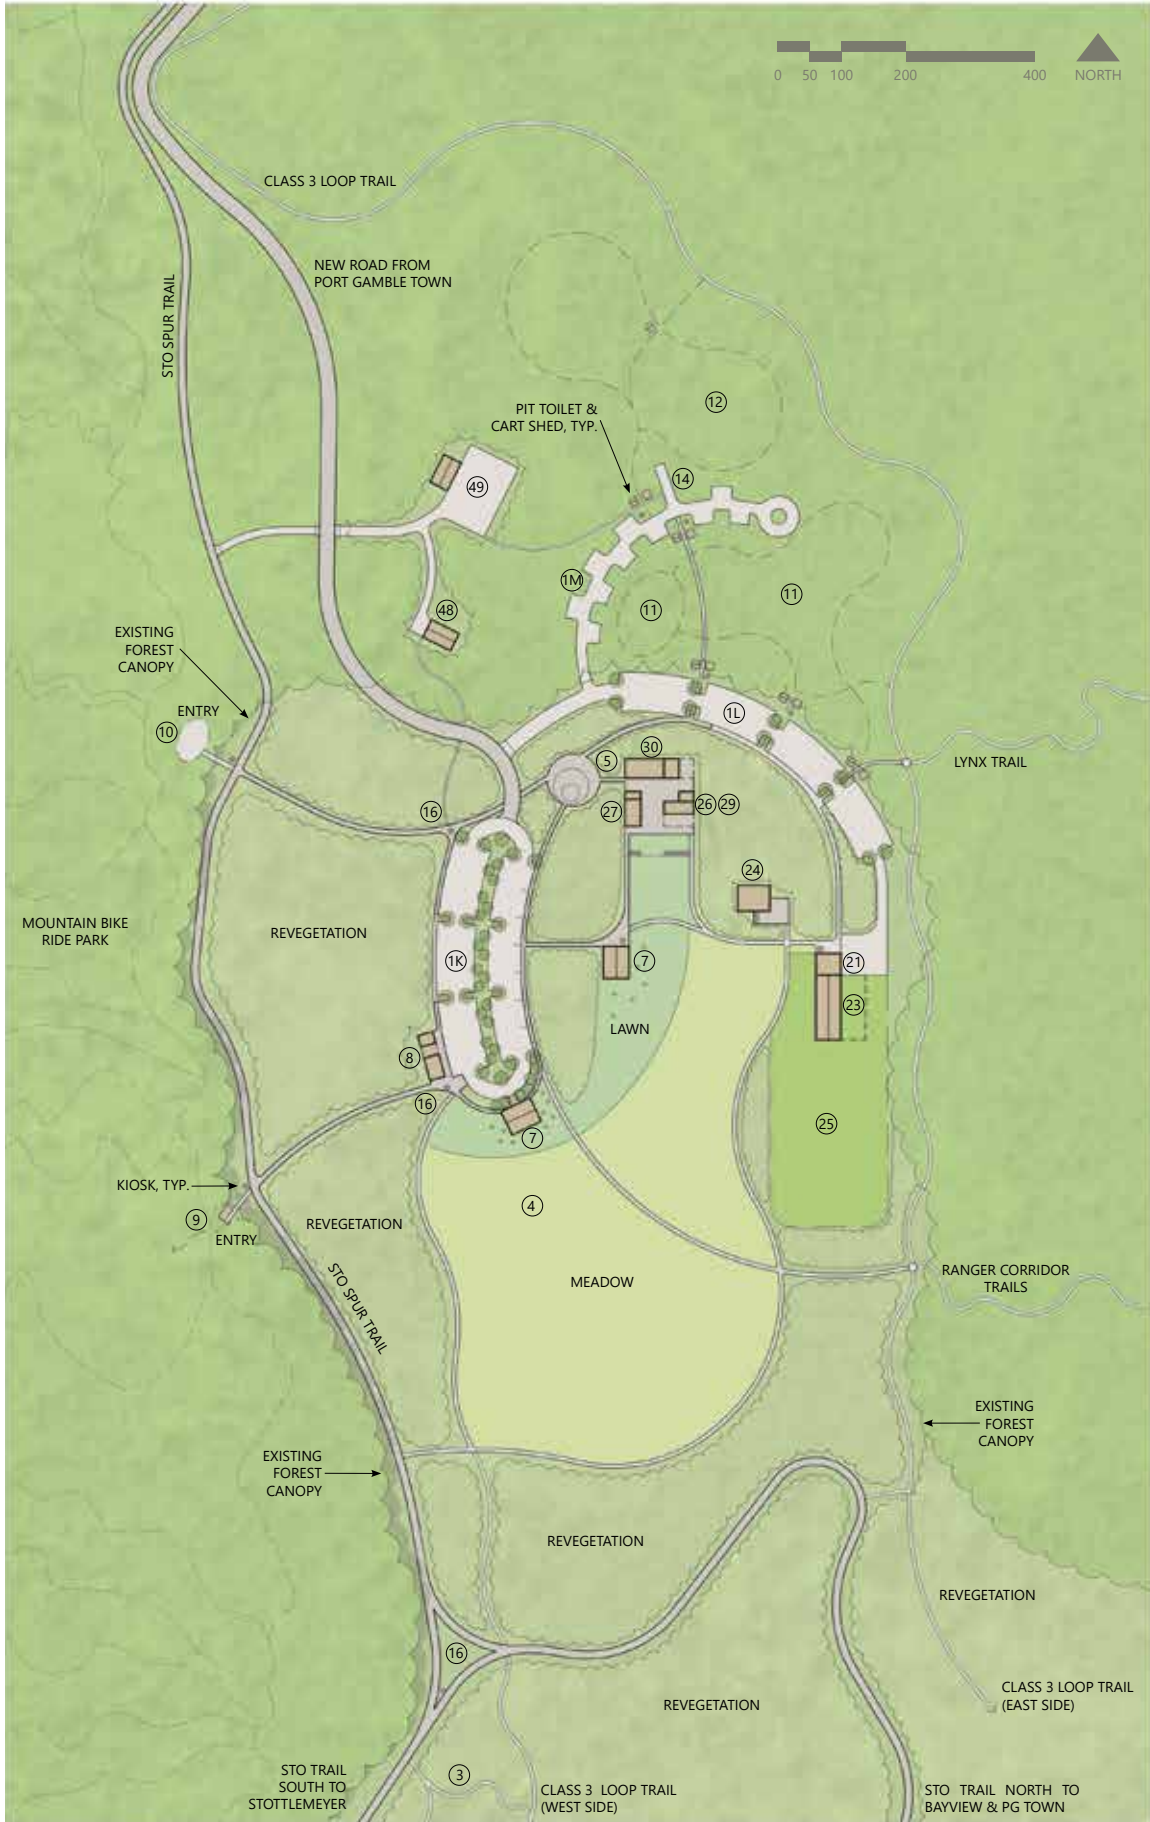 0 50 100 200 400 NORTH
CLASS 3 LOOP TRAIL
NEW ROAD FROM
PORT GAMBLE TOWN
STO SPUR TRAIL
12
PIT TOILET &
CART SHED, TYP.
14
49
1M
11
11
48
EXISTING
FOREST
CANOPY
ENTRY
10
1L
30
5
LYNX TRAIL
27
26 29
16
24
MOUNTAIN BIKE
RIDE PARK
REVEGETATION
1K
7
21
23
LAWN
8
16
7
25
KIOSK, TYP.
9
ENTRY
REVEGETATION
4
MEADOW
RANGER CORRIDOR
TRAILS
STO SPUR TRAIL
EXISTING
FOREST
CANOPY
EXISTING
FOREST
CANOPY
REVEGETATION
REVEGETATION
16
CLASS 3 LOOP TRAIL
(EAST SIDE)
REVEGETATION
STO TRAIL
SOUTH TO
STOTTLEMEYER
3
CLASS 3 LOOP TRAIL
(WEST SIDE)
STO TRAIL NORTH TO
BAYVIEW & PG TOWN